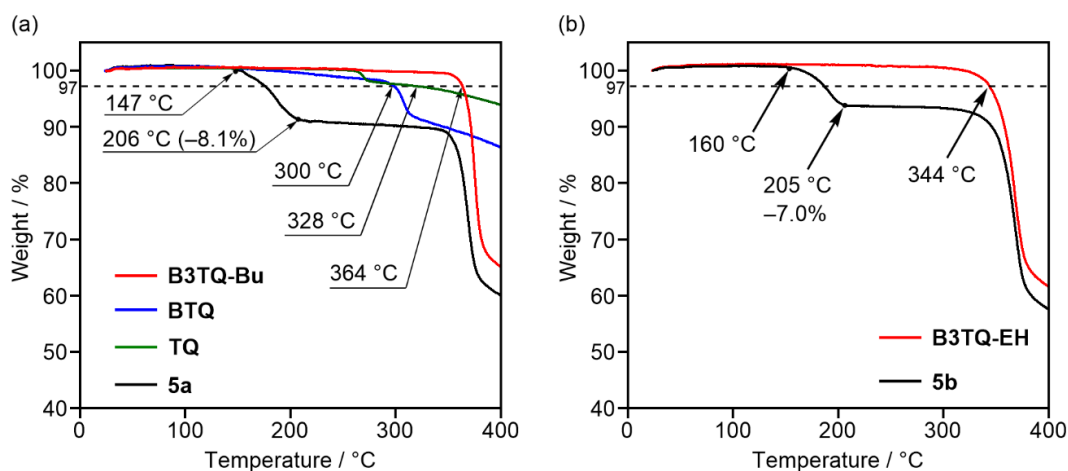 (a)
100
97
90
80
70
60
50
40
Weight / %
147 °C
206 °C (–8.1%)
300 °C
328 °C
364 °C
B3TQ-Bu
BTQ
TQ
5a
0
100
200
300
400
Temperature / °C
(b)
100
97
90
80
70
60
50
40
Weight / %
160 °C
205 °C
–7.0%
344 °C
B3TQ-EH
5b
0
100
200
300
400
Temperature / °C